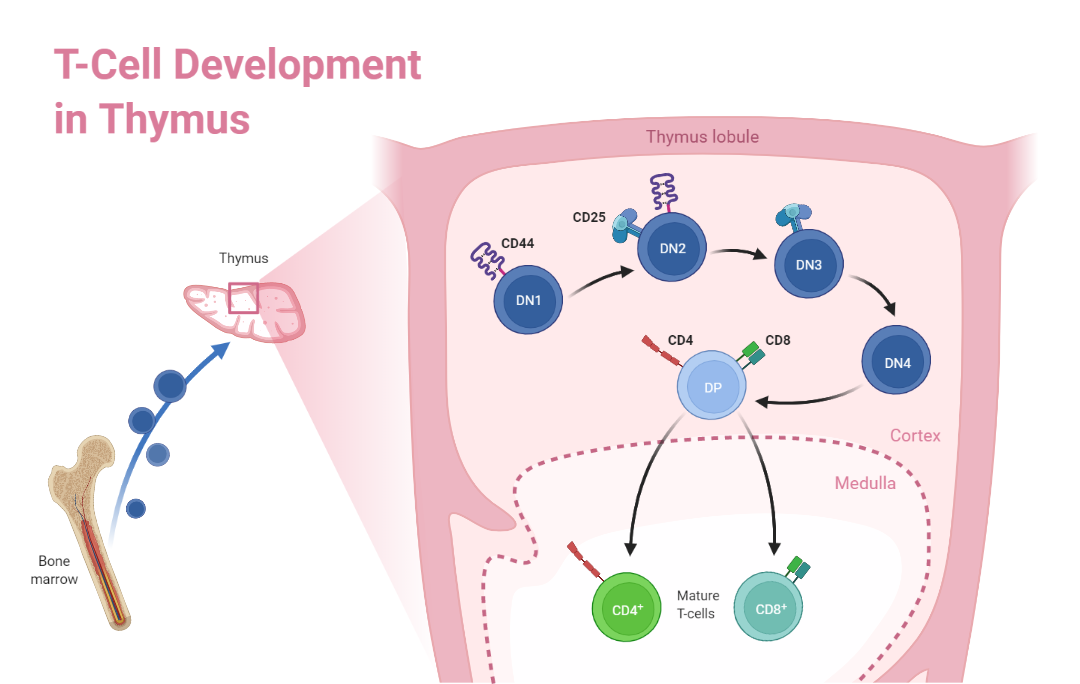 T-Cell Development
in Thymus
Thymus lobule
CD25
DN2
CD44
Thymus
DN3
DN1
CD4
CD8
DN4
DP
Cortex
Medulla
Bone
marrow
CD4⁺
Mature
T-cells
CD8⁺